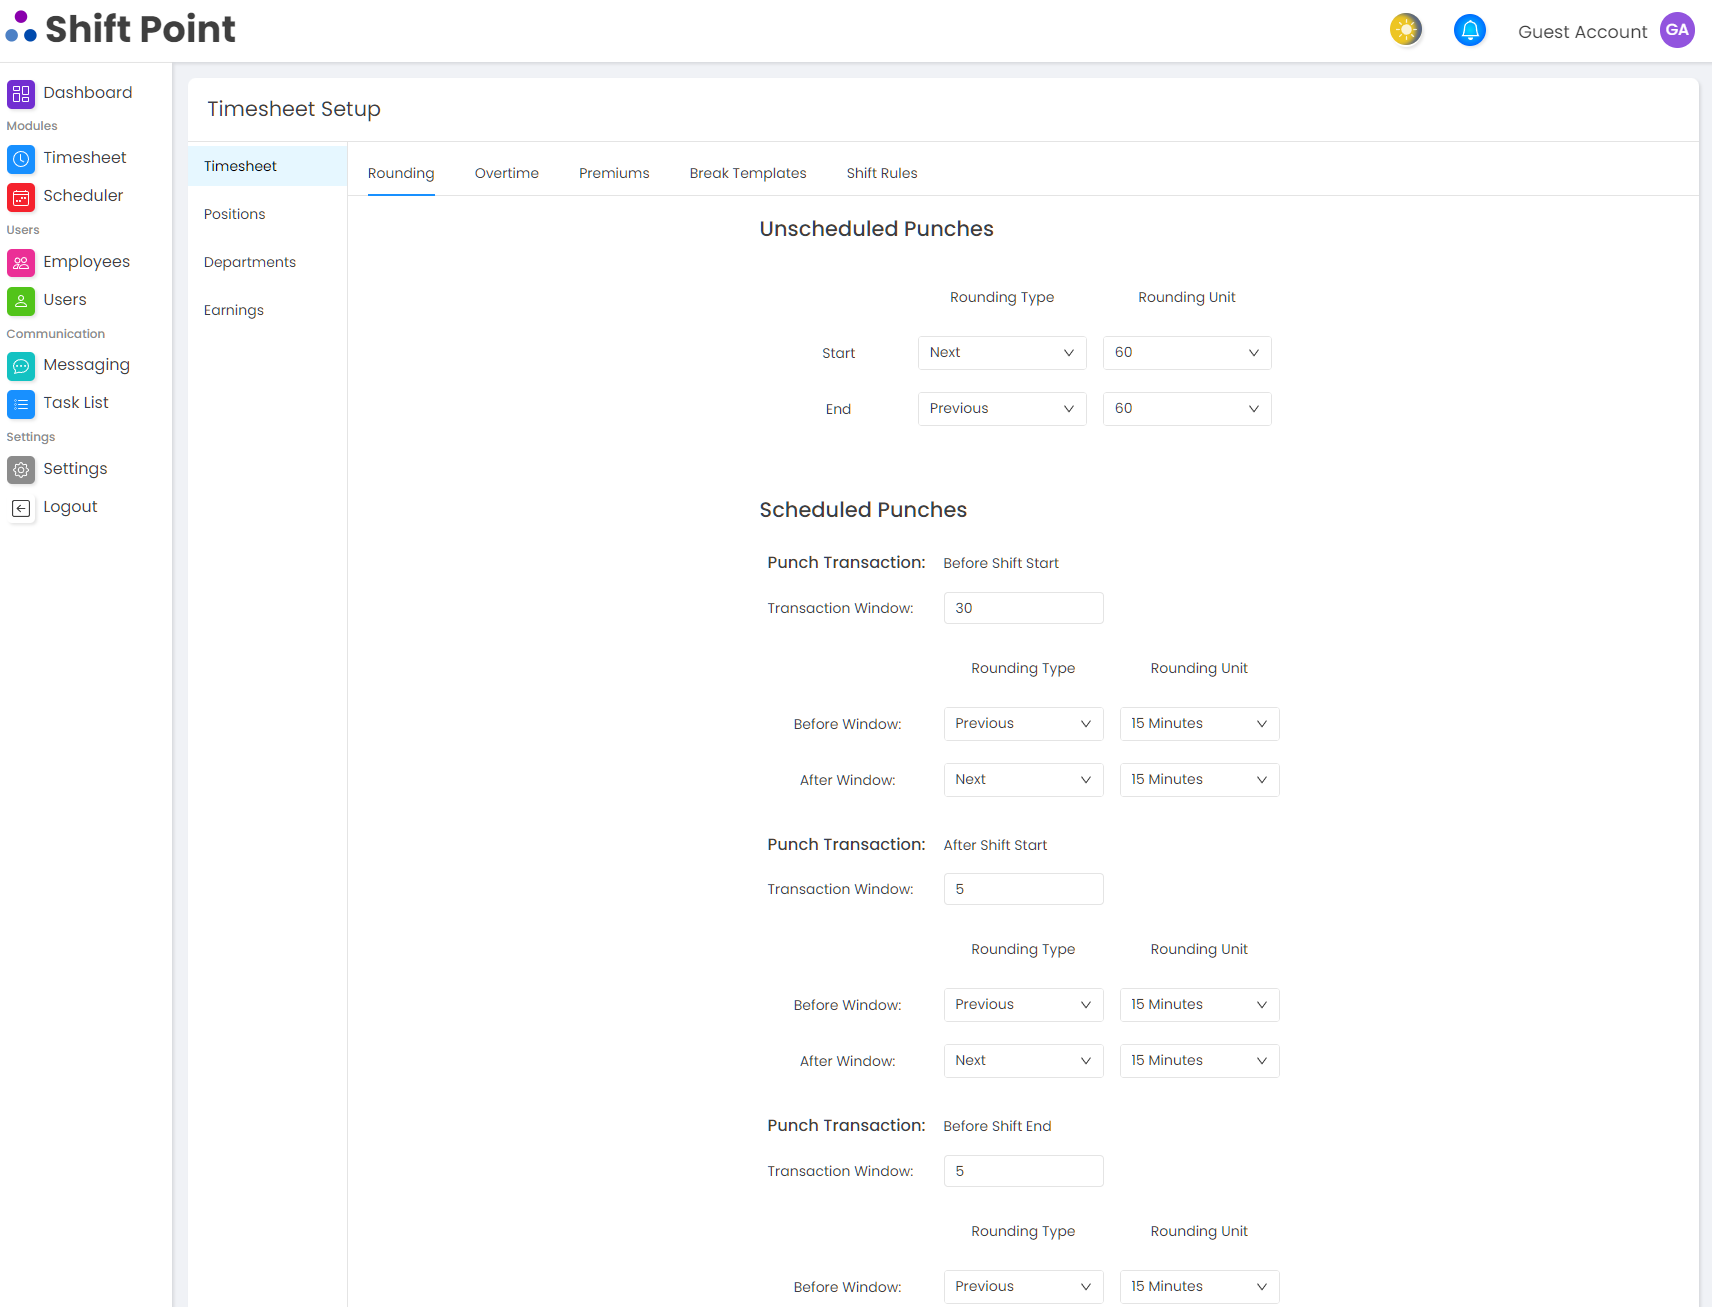 Shift Point
Guest Account
GA
Dashboard
Modules
Timesheet
Scheduler
Users
Employees
Users
Communication
Messaging
Task List
Settings
Settings
Logout
Timesheet Setup
Timesheet
Positions
Departments
Earnings
Rounding Overtime Premiums Break Templates Shift Rules
Unscheduled Punches
Rounding Type Rounding Unit
Start Next 60
End Previous 60
Scheduled Punches
Punch Transaction: Before Shift Start
Transaction Window: 30
Rounding Type Rounding Unit
Before Window: Previous 15 Minutes
After Window: Next 15 Minutes
Punch Transaction: After Shift Start
Transaction Window: 5
Rounding Type Rounding Unit
Before Window: Previous 15 Minutes
After Window: Next 15 Minutes
Punch Transaction: Before Shift End
Transaction Window: 5
Rounding Type Rounding Unit
Before Window: Previous 15 Minutes